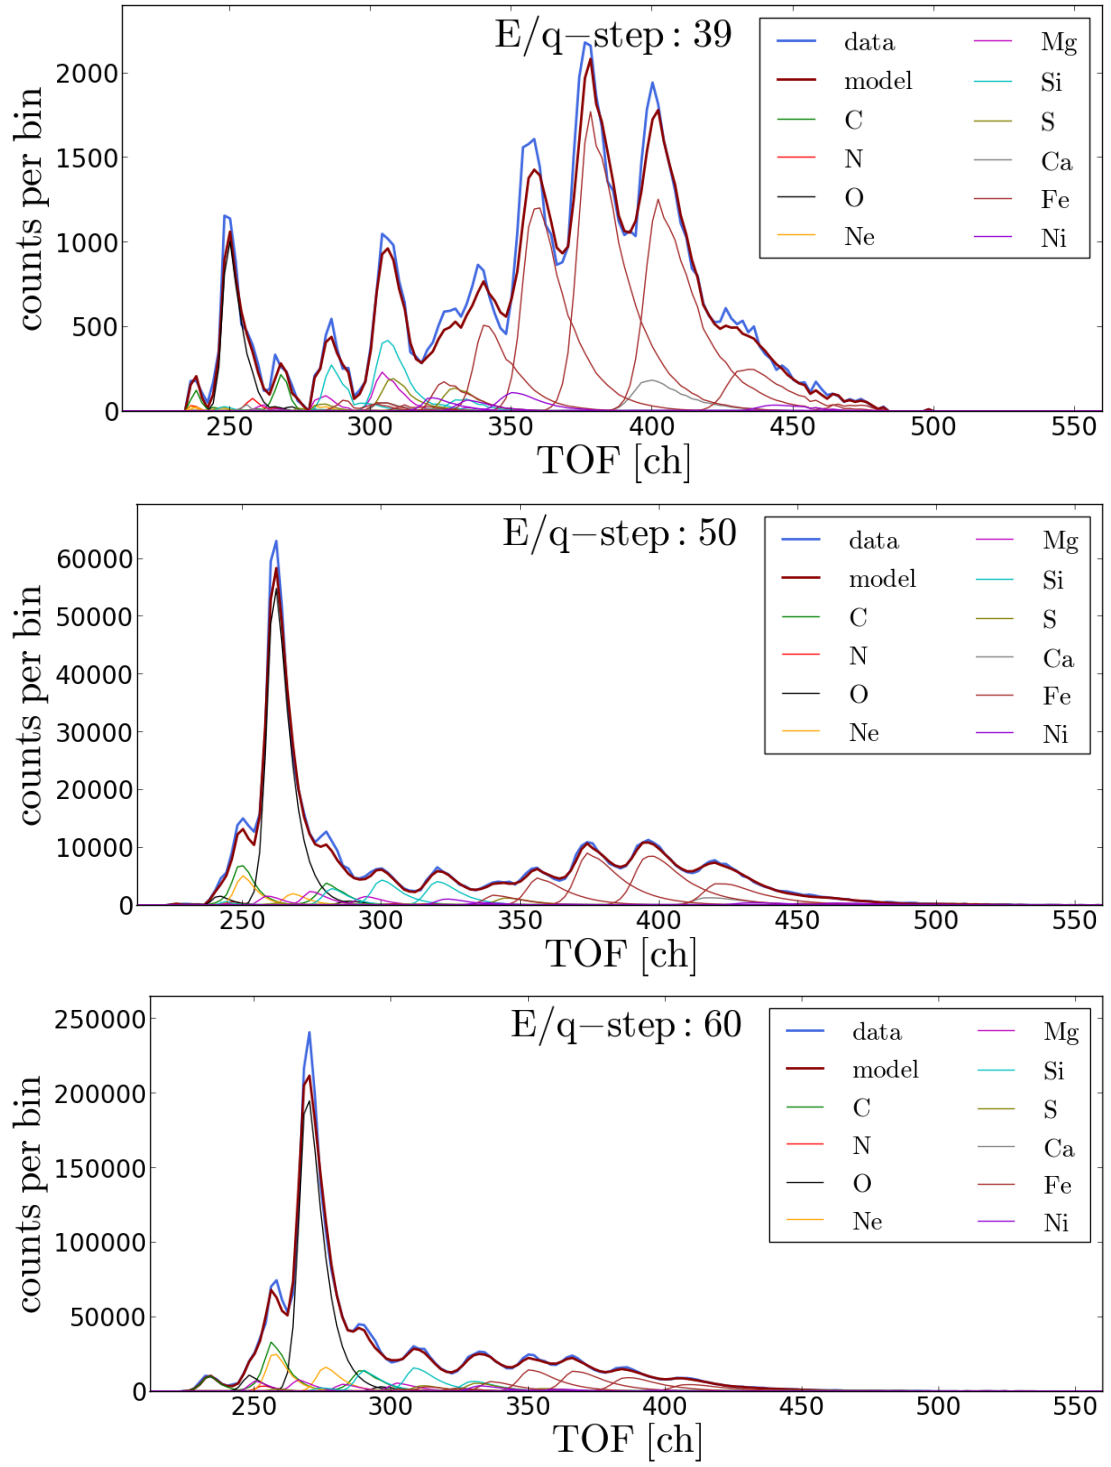 E/q−step : 39
counts per bin
2000
1500
1000
500
0
250 300 350 400 450 500 550
TOF [ch]
data Mg
model Si
C S
N Ca
O Fe
Ne Ni
E/q−step : 50
counts per bin
60000
50000
40000
30000
20000
10000
0
250 300 350 400 450 500 550
TOF [ch]
data Mg
model Si
C S
N Ca
O Fe
Ne Ni
E/q−step : 60
counts per bin
250000
200000
150000
100000
50000
0
250 300 350 400 450 500 550
TOF [ch]
data Mg
model Si
C S
N Ca
O Fe
Ne Ni